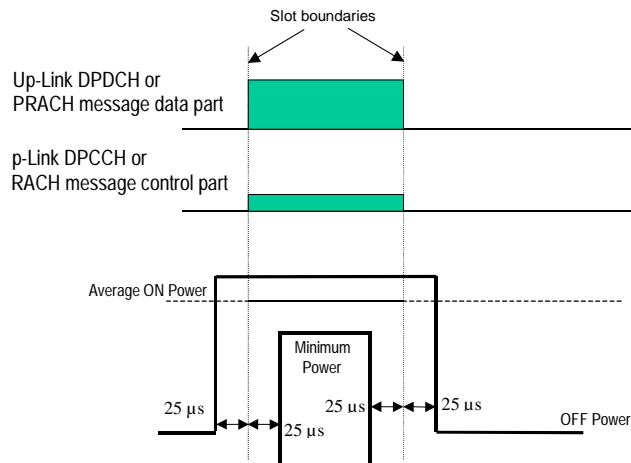 Slot boundaries
Up-Link DPDCH or
PRACH message data part
p-Link DPCCH or
RACH message control part
Average ON Power
Minimum
Power
25 µs
25 µs
25 µs
25 µs
OFF Power